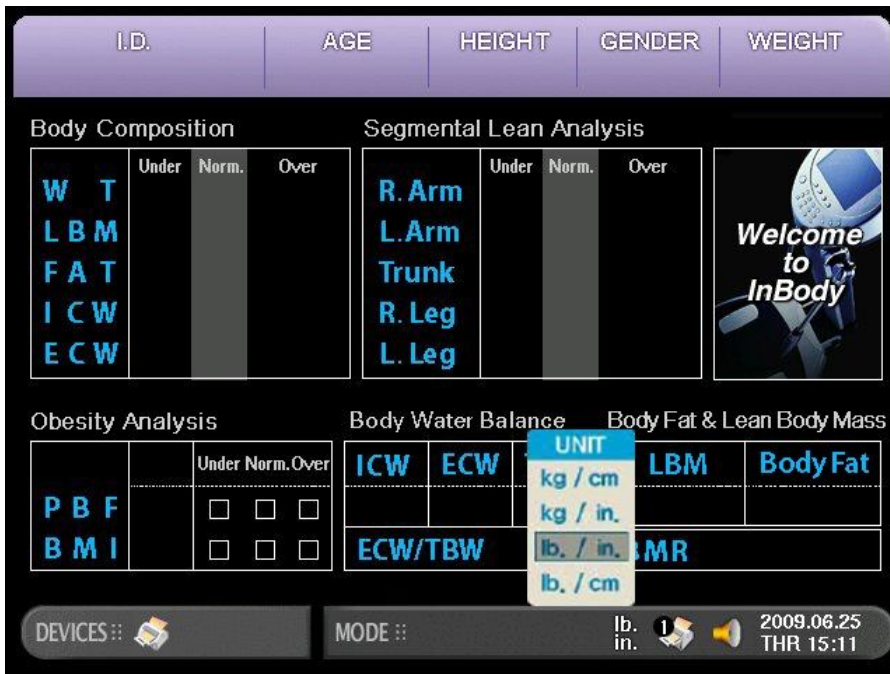 I.D. AGE HEIGHT GENDER WEIGHT
Body Composition
Under Norm. Over
W T
L B M
F A T
I C W
E C W
Segmental Lean Analysis
Under Norm. Over
R. Arm
L. Arm
Trunk
R. Leg
L. Leg
Welcome
to
InBody
Obesity Analysis
Under Norm. Over
P B F
B M I
Body Water Balance
ICW ECW
ECW/TBW
Body Fat & Lean Body Mass
LBM Body Fat
UNIT
kg / cm
kg / in.
lb. / in.
lb. / cm
DEVICES ::
MODE ::
lb.
in.
1
2009.06.25
THR 15:11